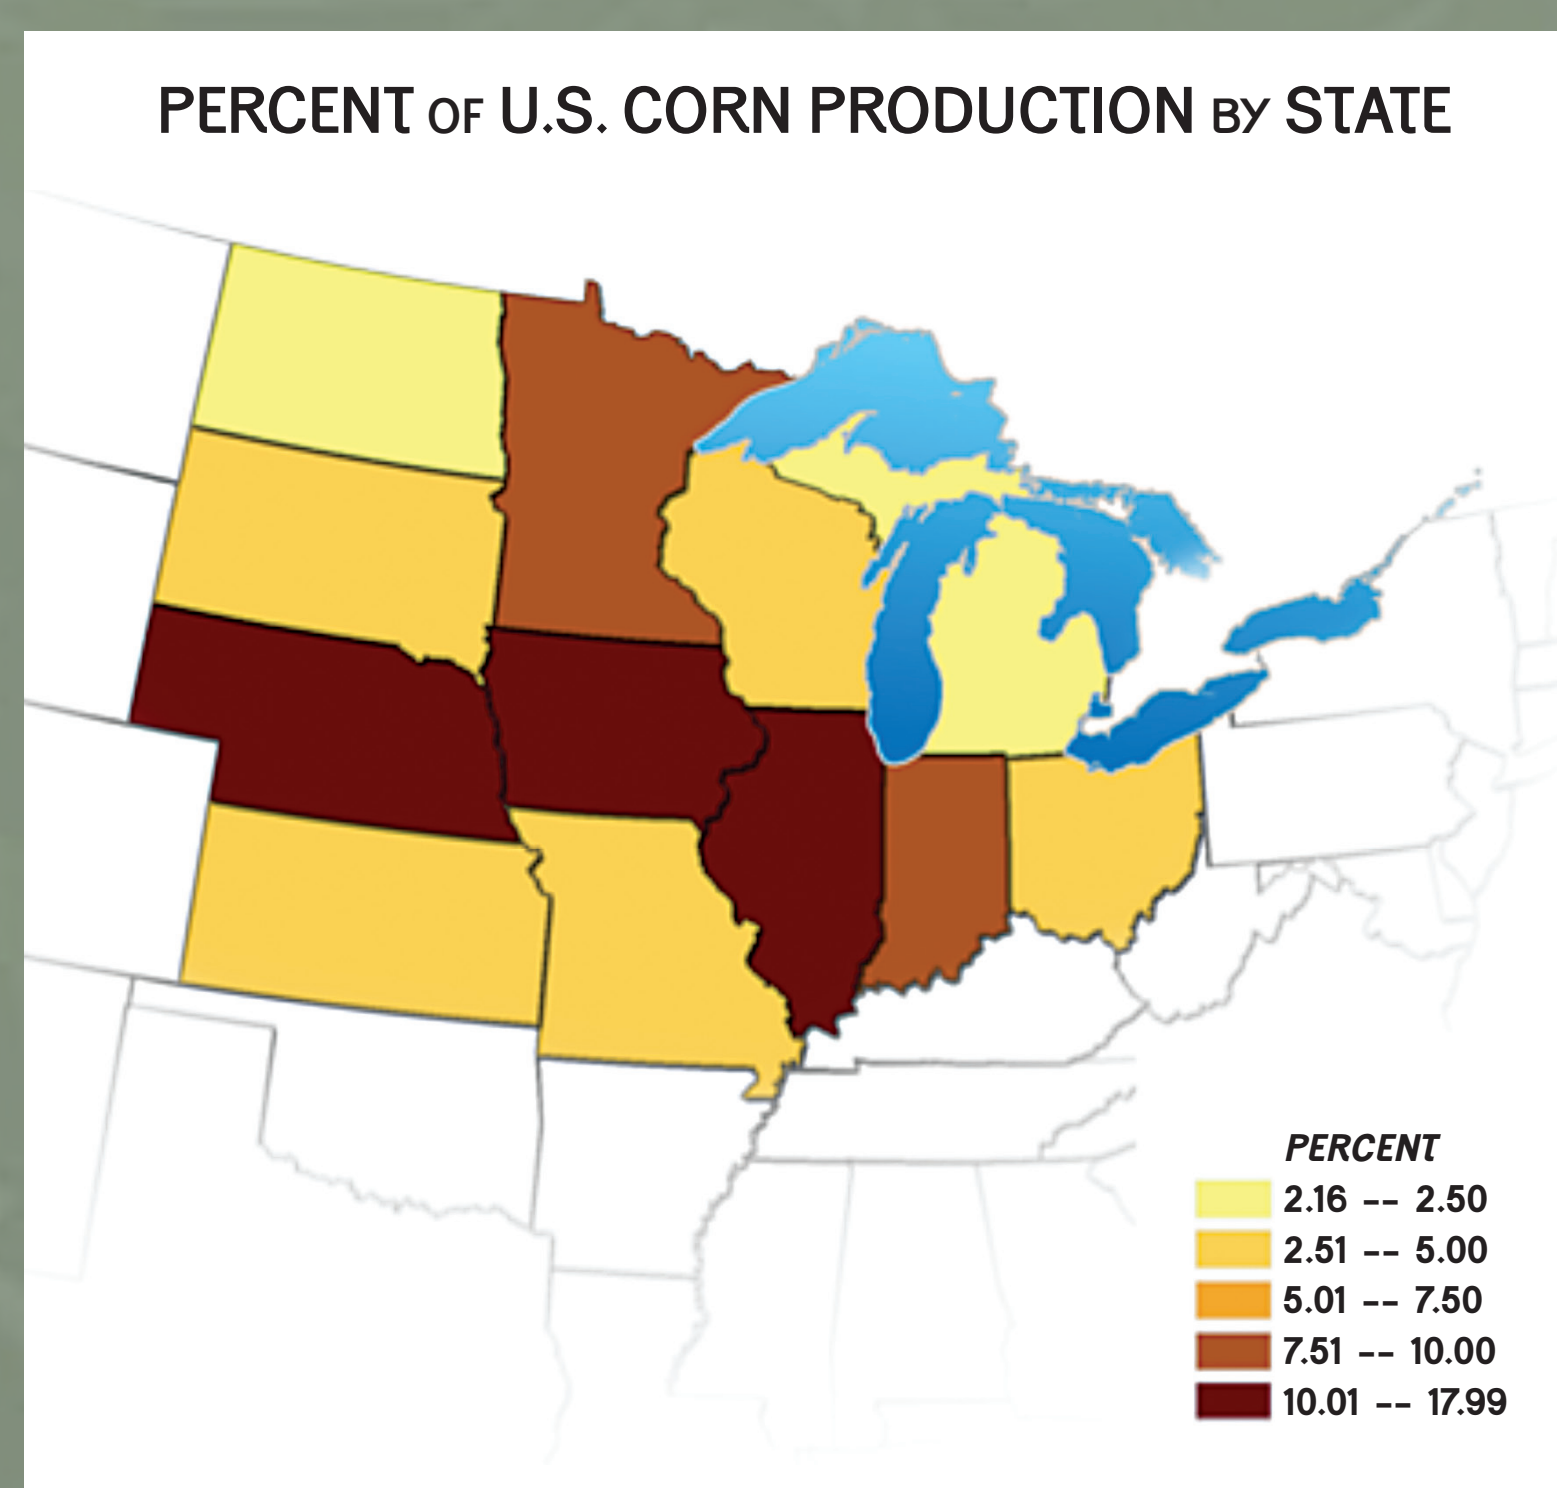 PERCENT OF U.S. CORN PRODUCTION BY STATE
PERCENT
2.16 -- 2.50
2.51 -- 5.00
5.01 -- 7.50
7.51 -- 10.00
10.01 -- 17.99